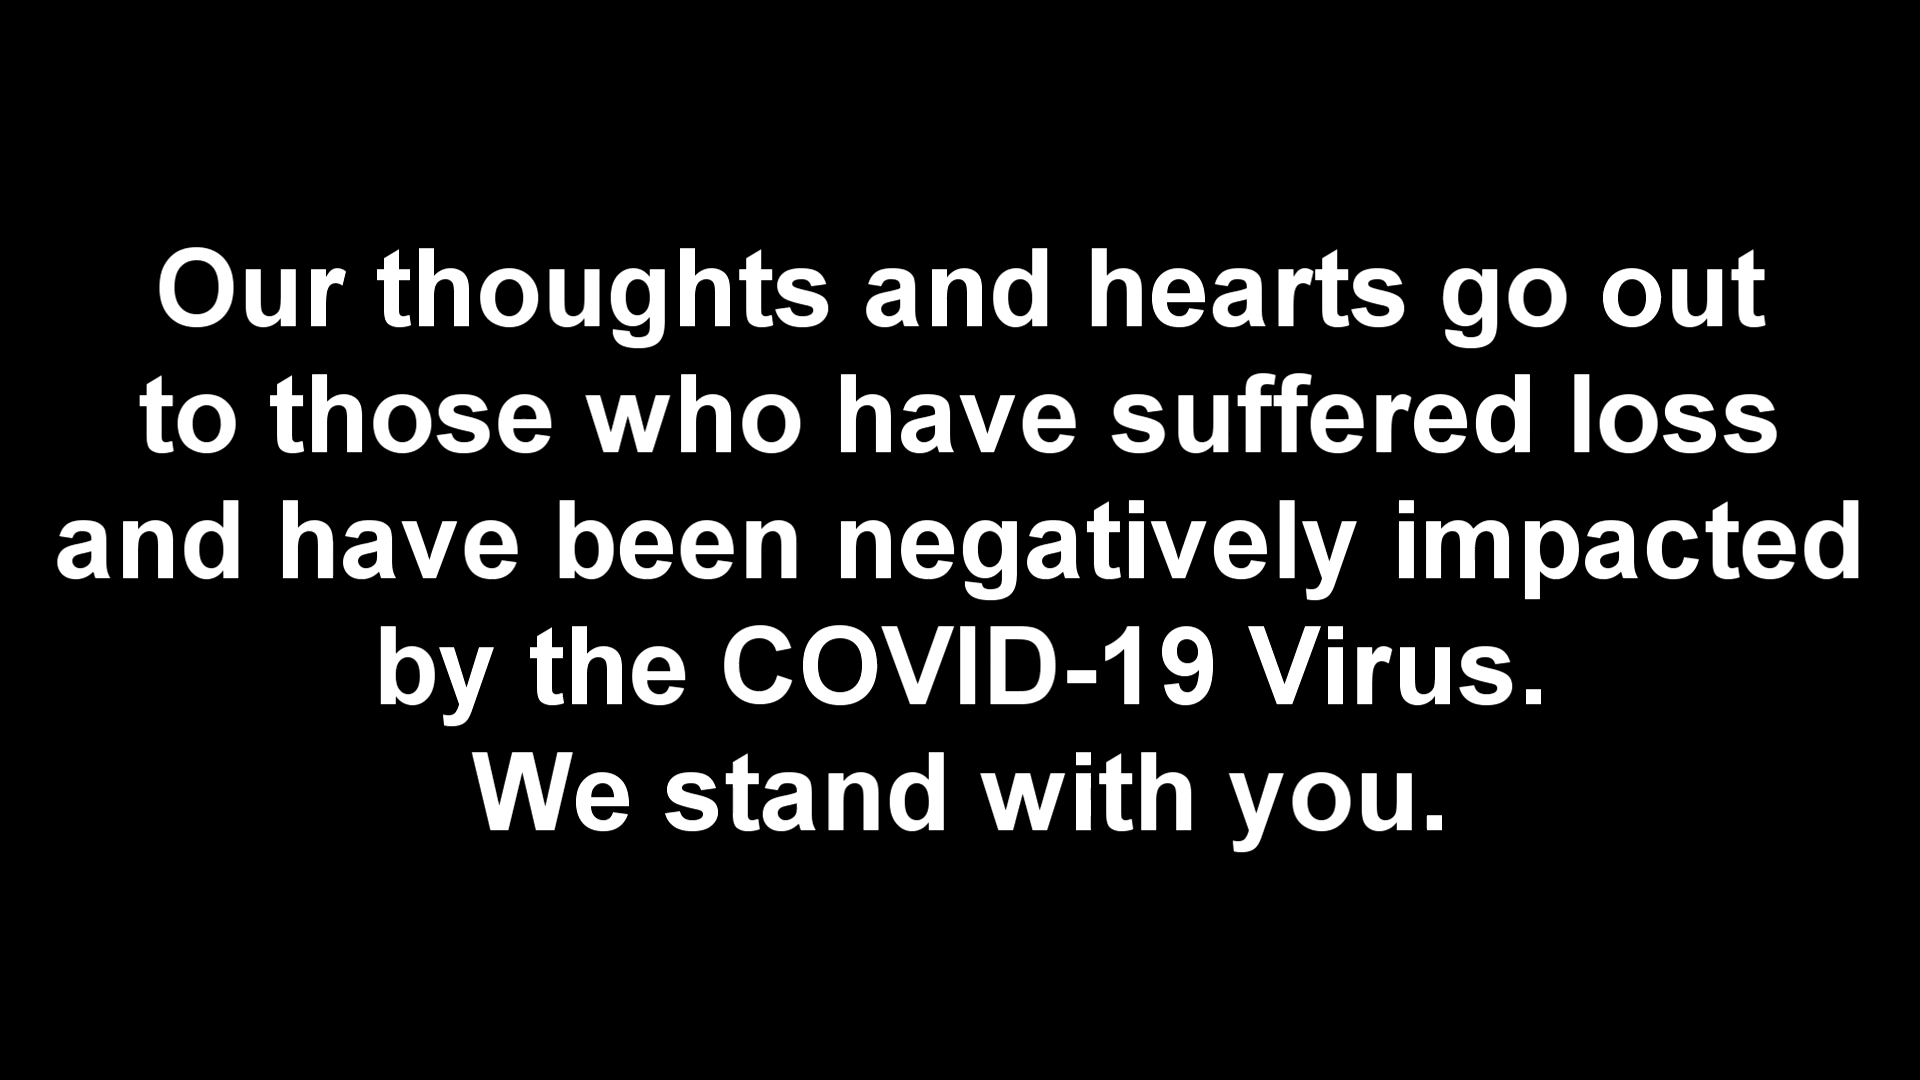 Our thoughts and hearts go out
to those who have suffered loss
and have been negatively impacted
by the COVID-19 Virus.
We stand with you.